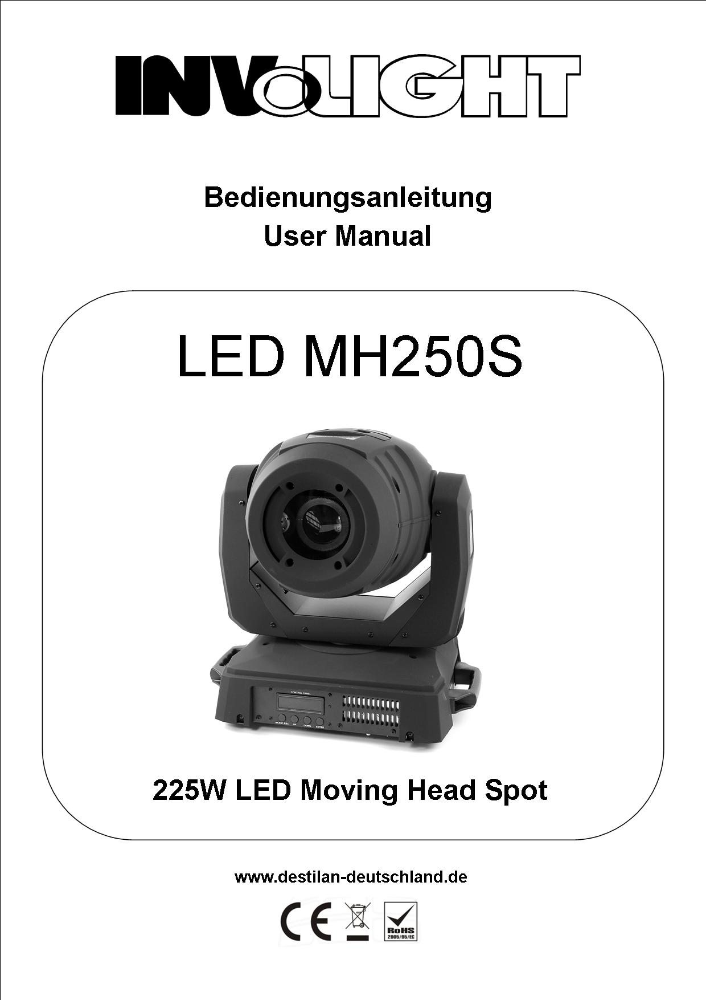 INVOLIGHT
Bedienungsanleitung
User Manual
LED MH250S
CONTROL PANEL
MODE ESC UP DOWN ENTER
225W LED Moving Head Spot
www.destilan-deutschland.de
CE RoHS
2005/95/EC